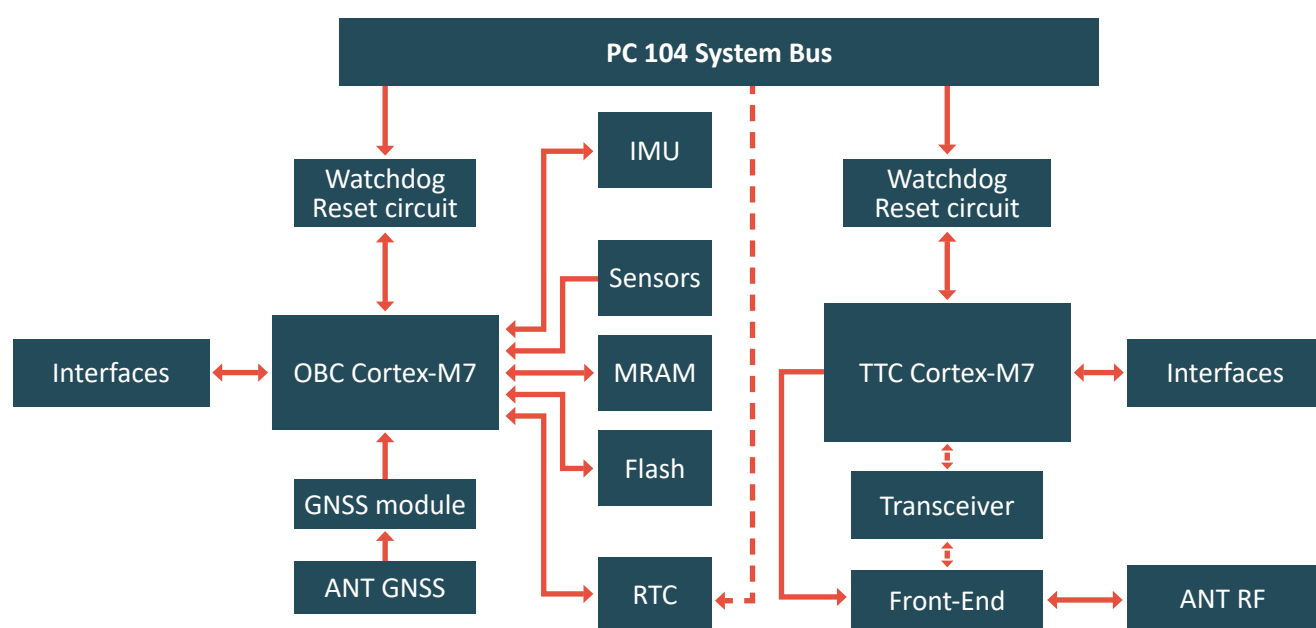 PC 104 System Bus
IMU
Watchdog
Reset circuit
Watchdog
Reset circuit
Sensors
Interfaces
OBC Cortex-M7
MRAM
TTC Cortex-M7
Interfaces
Flash
GNSS module
Transceiver
ANT GNSS
RTC
Front-End
ANT RF